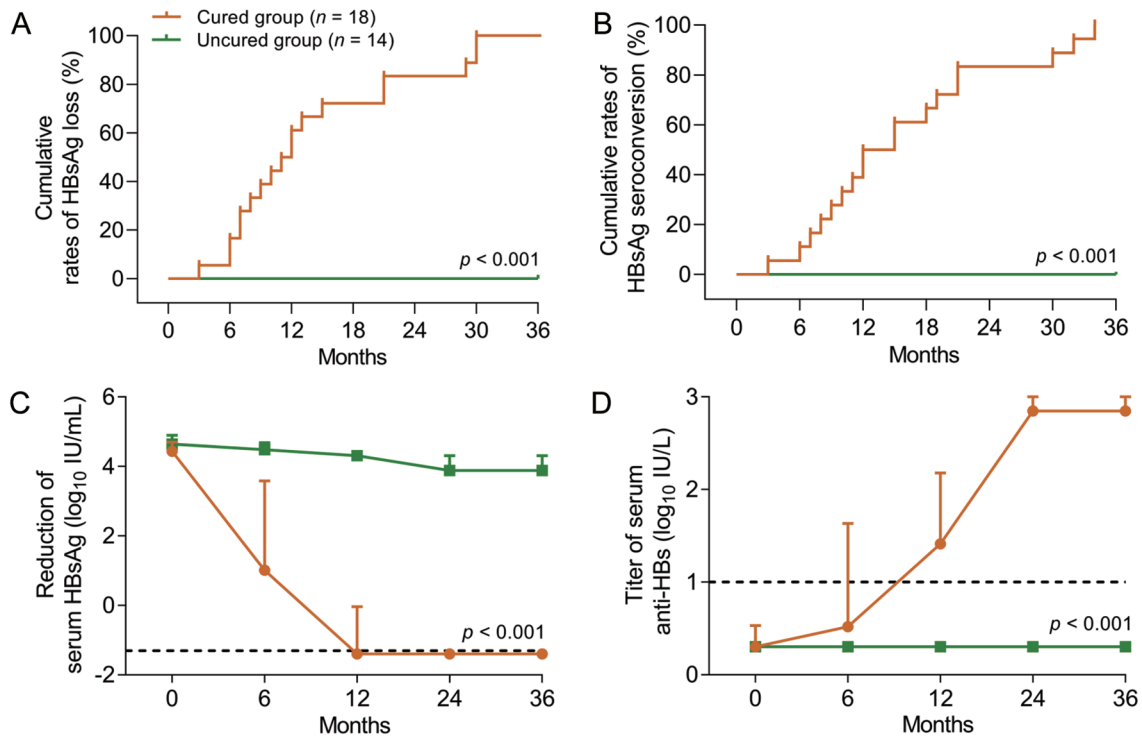 A
Cured group (n = 18)
Uncured group (n = 14)
Cumulative
rates of HBsAg loss (%)
100
80
60
40
20
0
p < 0.001
0 6 12 18 24 30 36
Months
B
Cumulative rates of
HBsAg seroconversion (%)
100
80
60
40
20
0
p < 0.001
0 6 12 18 24 30 36
Months
C
Reduction of
serum HBsAg (log10 IU/mL)
6
4
2
0
-2
p < 0.001
0 6 12 24 36
Months
D
Titer of serum
anti-HBs (log10 IU/L)
3
2
1
0
p < 0.001
0 6 12 24 36
Months